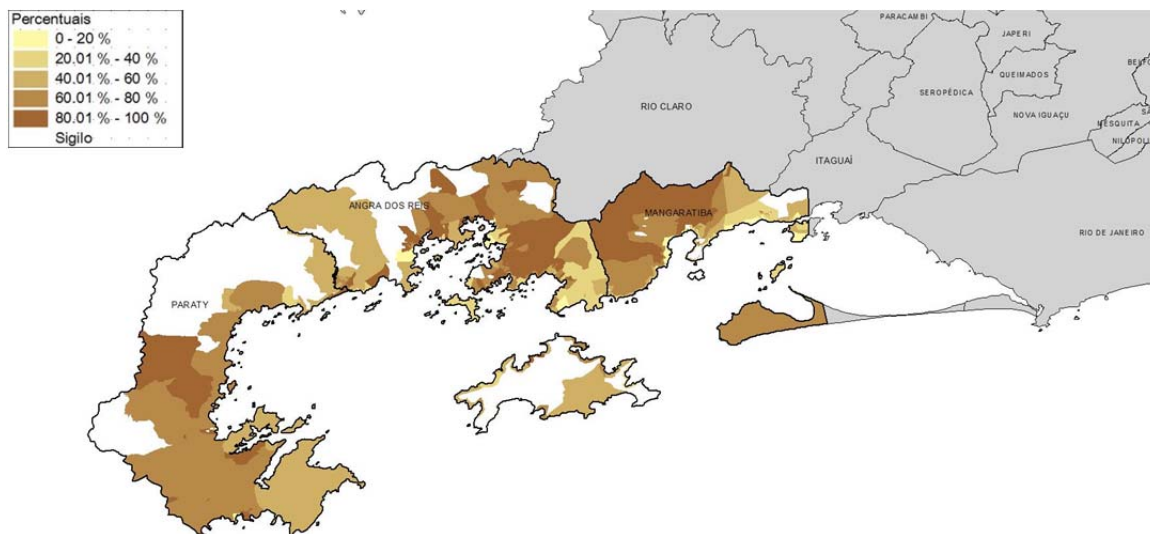 Percentuais
0 - 20 %
20.01 % - 40 %
40.01 % - 60 %
60.01 % - 80 %
80.01 % - 100 %
Sigilo
PARACAMBI
JAPERI
QUEIMADOS
SEROPÉDICA
RIO CLARO
NOVA IGUAÇU
MESQUITA
ITAGUAÍ
ANGRA DOS REIS
MANGARATIBA
RIO DE JANEIRO
PARATY